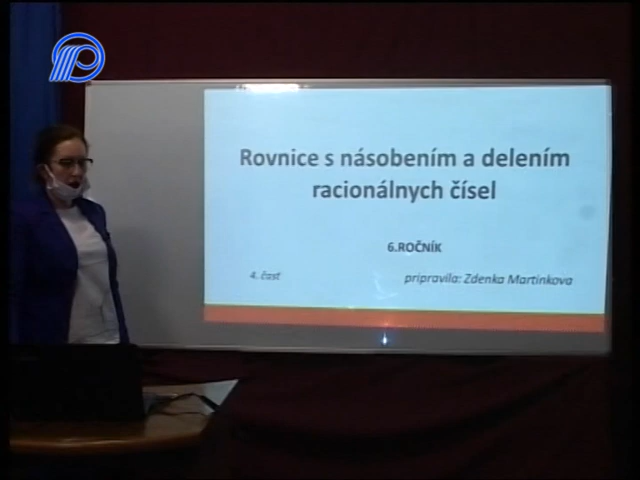 Rovnice s násobením a delením
racionálnych čísel
6.ROČNÍK
4. časť
pripravila: Zdenka Martinkova